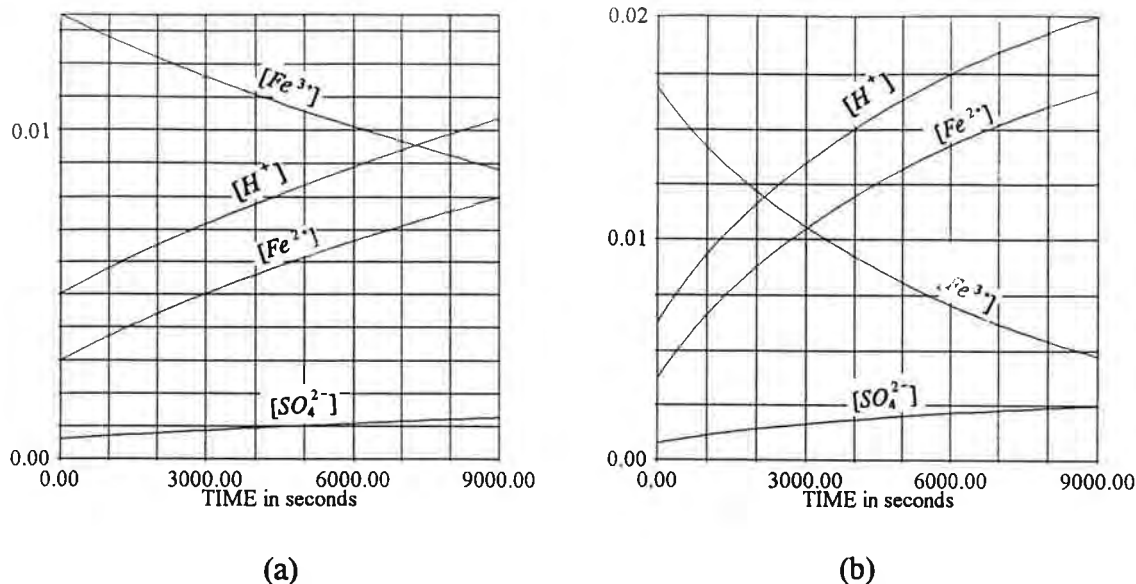 0.01
0.00
[Fe³⁺]
[H⁺]
[Fe²⁺]
[SO₄²⁻]
0.00 3000.00 6000.00 9000.00
TIME in seconds
(a)
0.02
0.01
0.00
[H⁺]
[Fe²⁺]
[Fe³⁺]
[SO₄²⁻]
0.00 3000.00 6000.00 9000.00
TIME in seconds
(b)